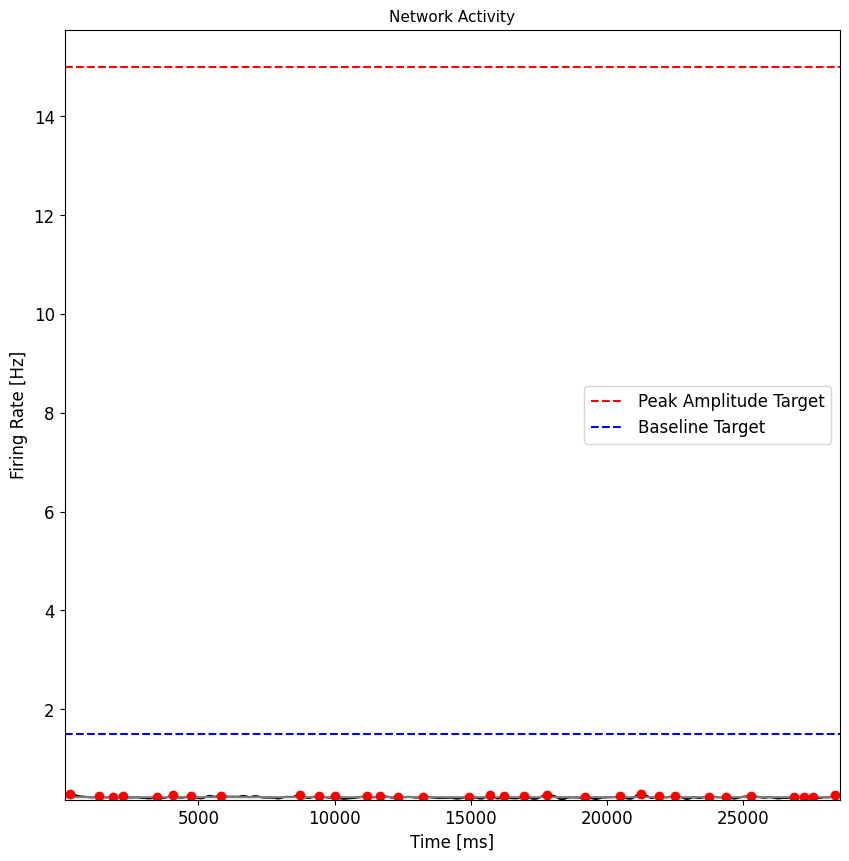 Network Activity
Firing Rate [Hz]
14
12
10
8
6
4
2
Peak Amplitude Target
Baseline Target
5000 10000 15000 20000 25000
Time [ms]